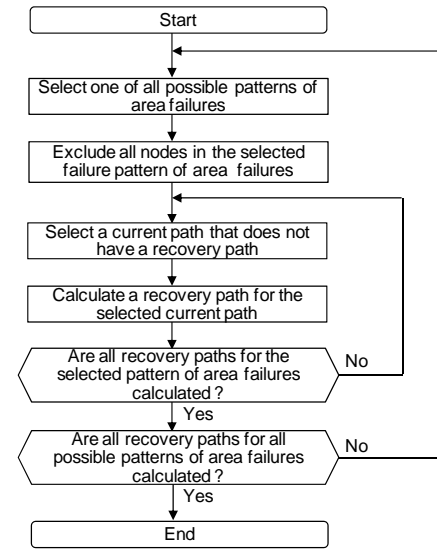 Start
Select one of all possible patterns of
area failures
Exclude all nodes in the selected
failure pattern of area failures
Select a current path that does not
have a recovery path
Calculate a recovery path for the
selected current path
Are all recovery paths for the
selected pattern of area failures
calculated ?
No
Yes
Are all recovery paths for all
possible patterns of area failures
calculated ?
No
Yes
End